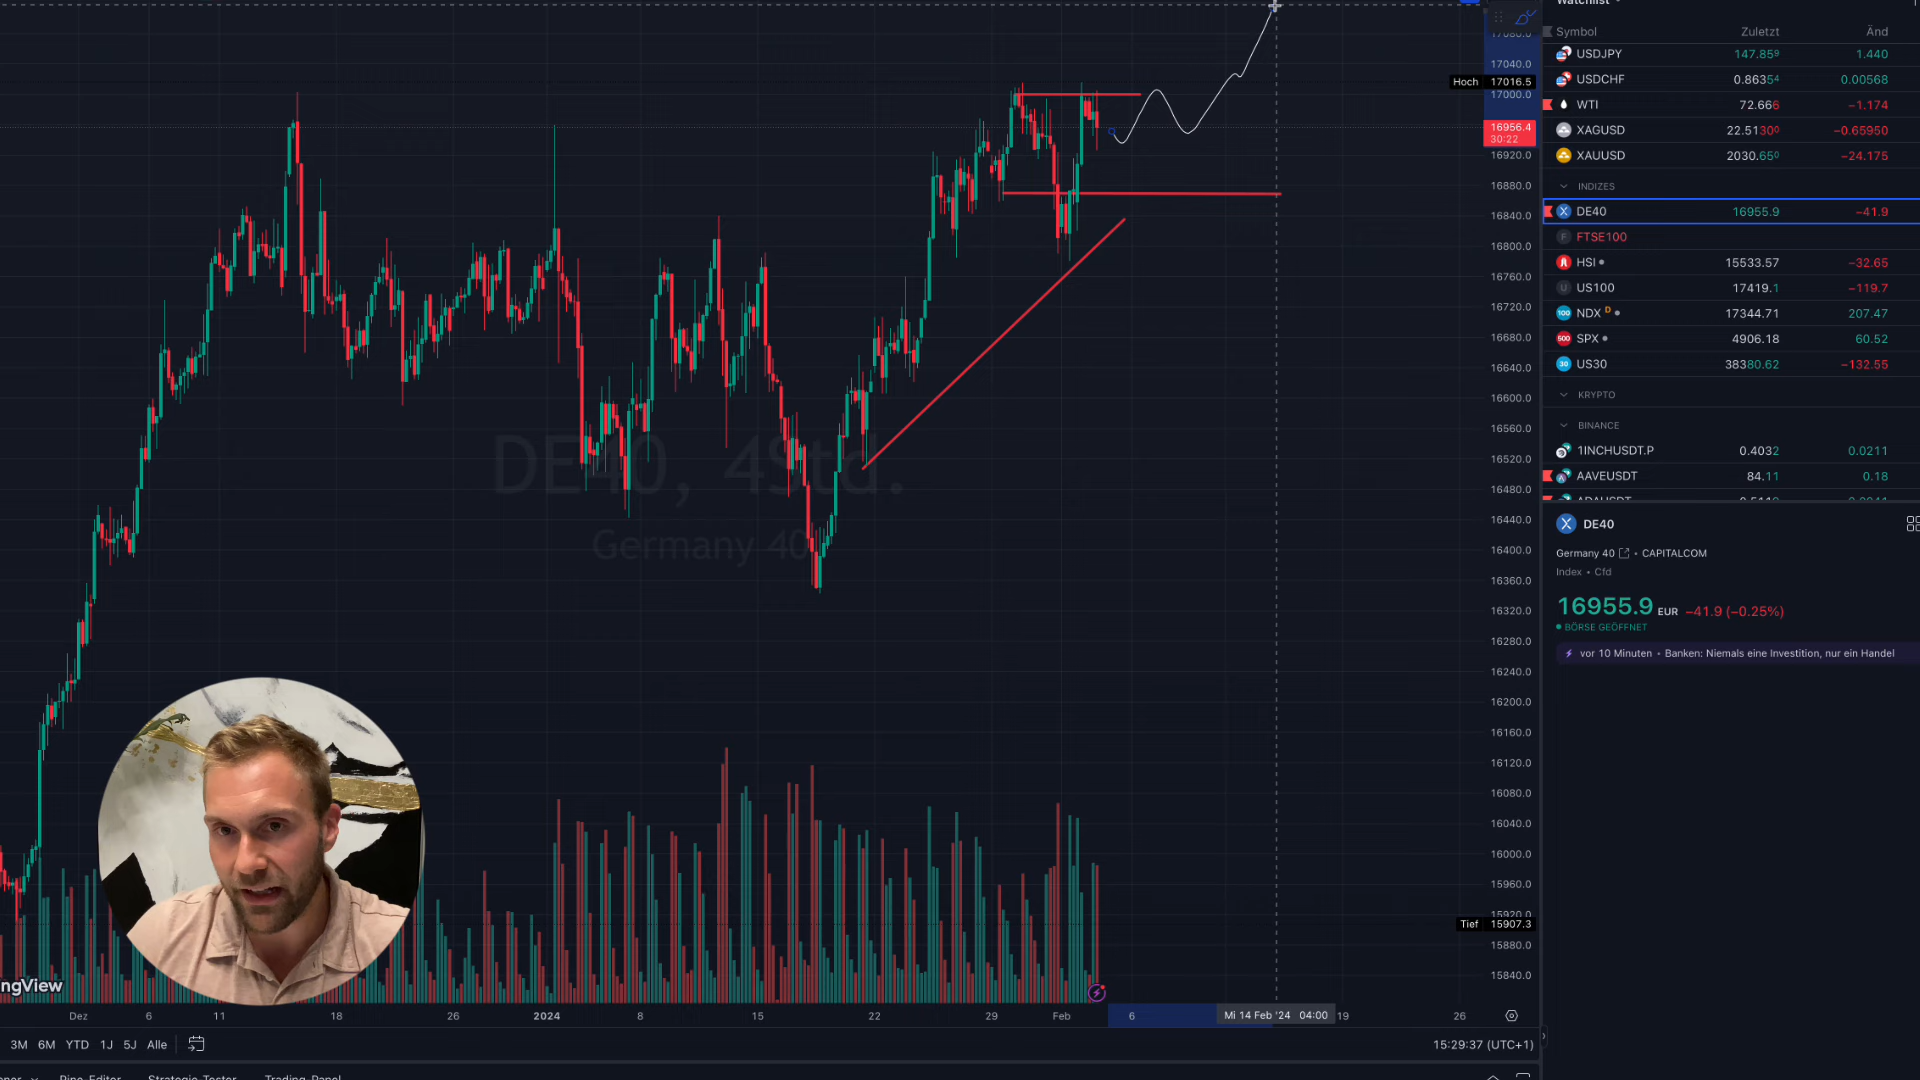 Watchlist
Symbol Zuletzt Änd
USDJPY 147.859 1.440
USDCHF 0.86354 0.00568
WTI 72.666 −1.174
XAGUSD 22.5130⁰ −0.65950
XAUUSD 2030.65⁰ −24.175
INDIZES
DE40 16955.9 −41.9
FTSE100
HSI 15533.57 −32.65
US100 17419.1 −119.7
NDX D 17344.71 207.47
SPX 4906.18 60.52
US30 38380.62 −132.55
KRYPTO
BINANCE
1INCHUSDT.P 0.4032 0.0211
AAVEUSDT 84.11 0.18
DE40
Germany 40 • CAPITALCOM
Index • Cfd
16955.9 EUR −41.9 (−0.25%)
BÖRSE GEÖFFNET
vor 10 Minuten • Banken: Niemals eine Investition, nur ein Handel
17080.0
17040.0
Hoch 17016.5
17000.0
16956.4
30:22
16920.0
16880.0
16840.0
16800.0
16760.0
16720.0
16680.0
16640.0
16600.0
16560.0
16520.0
16480.0
16440.0
16400.0
16360.0
16320.0
16280.0
16240.0
16200.0
16160.0
16120.0
16080.0
16040.0
16000.0
15960.0
15920.0
Tief 15907.3
15880.0
15840.0
DE40, 4Std.
Germany 40
ngView
Dez 6 11 18 26 2024 8 15 22 29 Feb 6 Mi 14 Feb '24 04:00 19 26
3M 6M YTD 1J 5J Alle 15:29:37 (UTC+1)
Pine Editor Strategie-Tester Trading-Panel